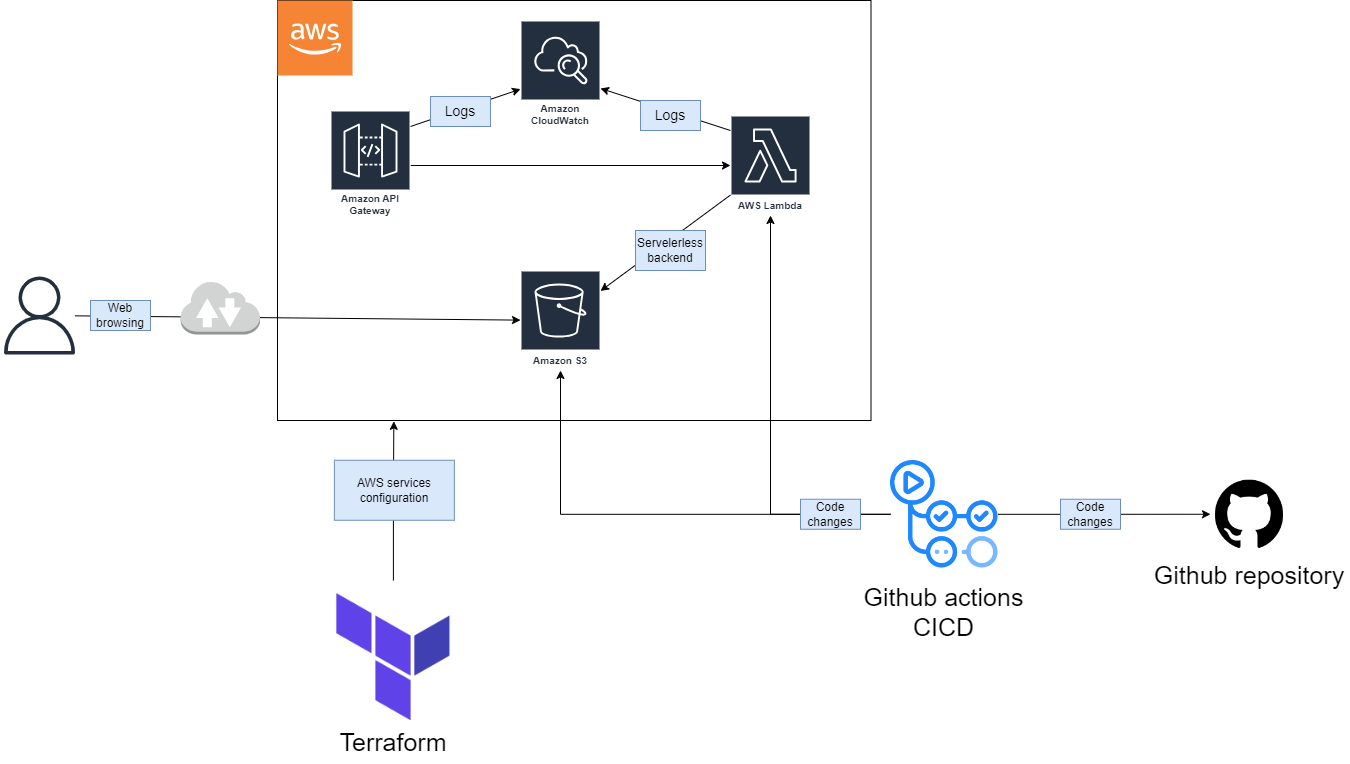 aws
Amazon
CloudWatch
Logs
Logs
</>
Amazon API
Gateway
AWS Lambda
Servelerless
backend
Web
browsing
Amazon S3
AWS services
configuration
Code
changes
Code
changes
Github repository
Github actions
CICD
Terraform